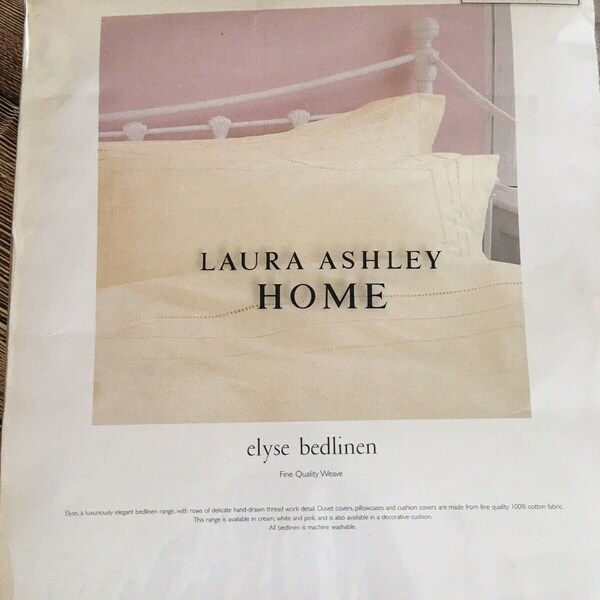 LAURA ASHLEY
HOME
elyse bedlinen
Fine Quality Weave
Elyse, a luxuriously elegant bedlinen range, with rows of delicate hand-drawn thread work detail. Duvet covers, pillowcases and cushion covers are made from fine quality 100% cotton fabric.
This range is available in cream, white and pink, and is also available in a decorative cushion.
All bedlinen is machine washable.